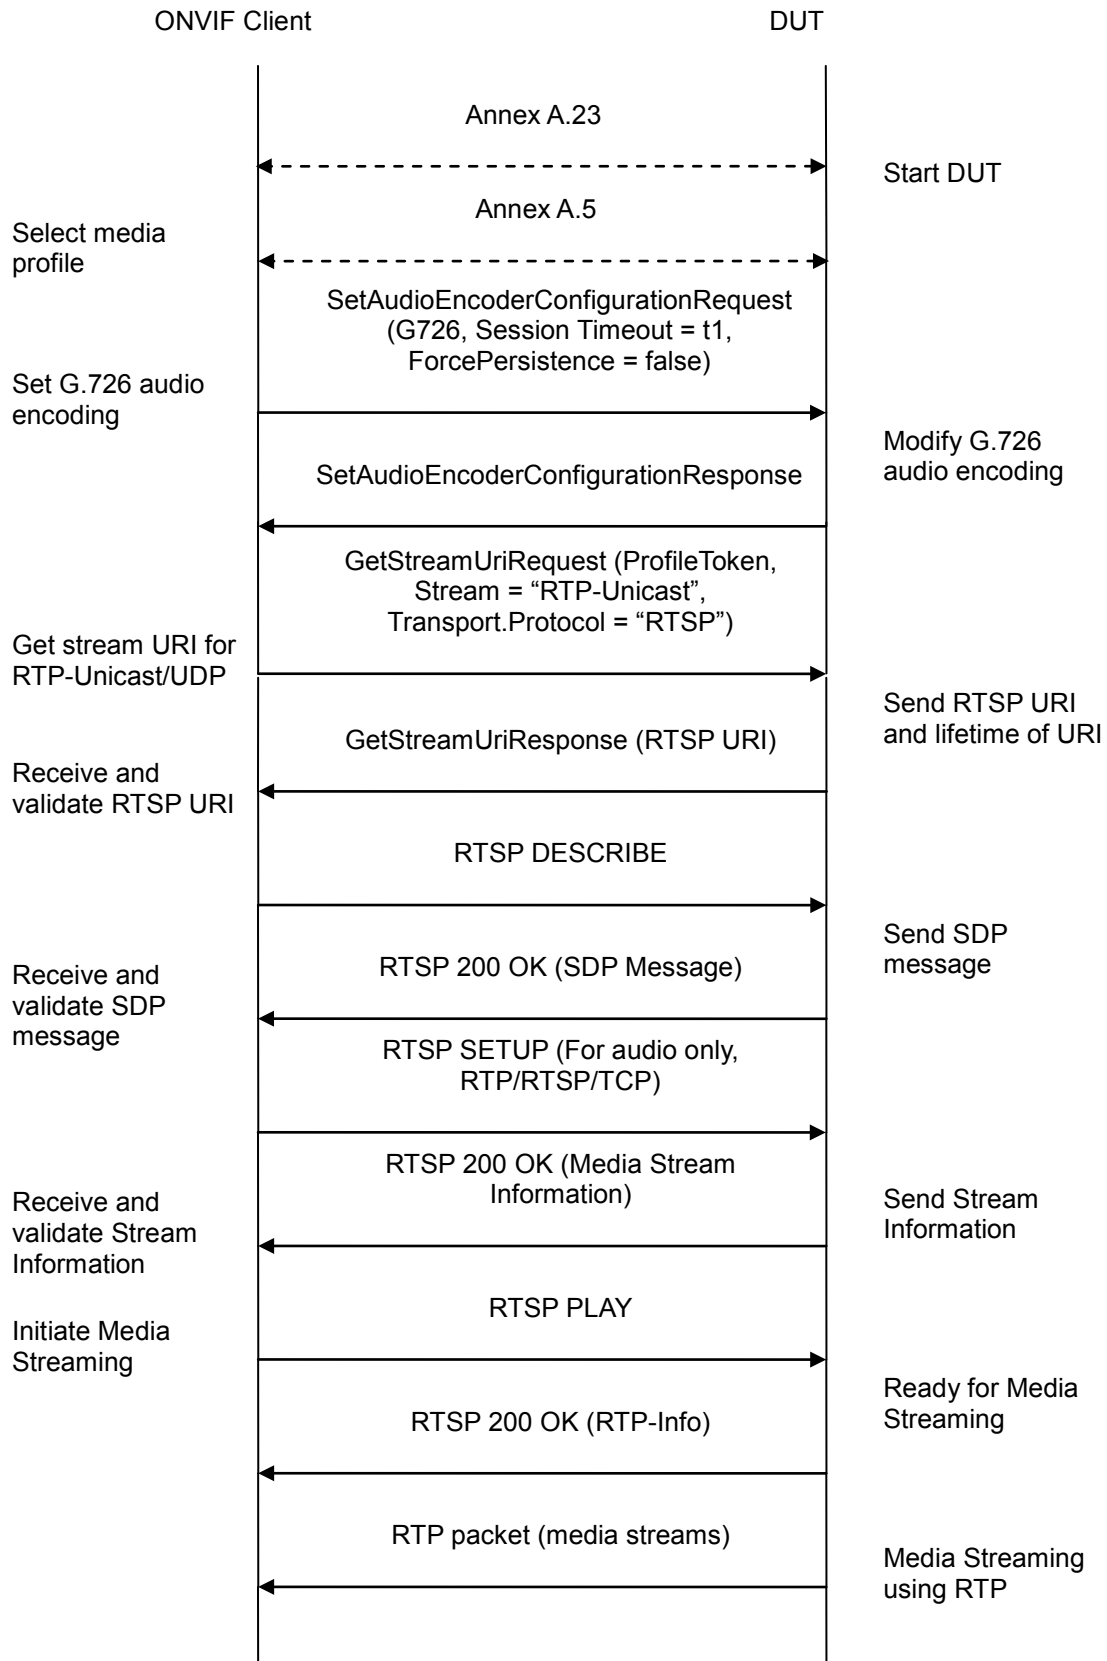 ONVIF Client
DUT
Annex A.23
Start DUT
Annex A.5
Select media
profile
SetAudioEncoderConfigurationRequest
(G726, Session Timeout = t1,
ForcePersistence = false)
Set G.726 audio
encoding
Modify G.726
audio encoding
SetAudioEncoderConfigurationResponse
GetStreamUriRequest (ProfileToken,
Stream = “RTP-Unicast”,
Transport.Protocol = “RTSP”)
Get stream URI for
RTP-Unicast/UDP
Send RTSP URI
and lifetime of URI
GetStreamUriResponse (RTSP URI)
Receive and
validate RTSP URI
RTSP DESCRIBE
Send SDP
message
RTSP 200 OK (SDP Message)
Receive and
validate SDP
message
RTSP SETUP (For audio only,
RTP/RTSP/TCP)
RTSP 200 OK (Media Stream
Information)
Send Stream
Information
Receive and
validate Stream
Information
RTSP PLAY
Initiate Media
Streaming
Ready for Media
Streaming
RTSP 200 OK (RTP-Info)
RTP packet (media streams)
Media Streaming
using RTP